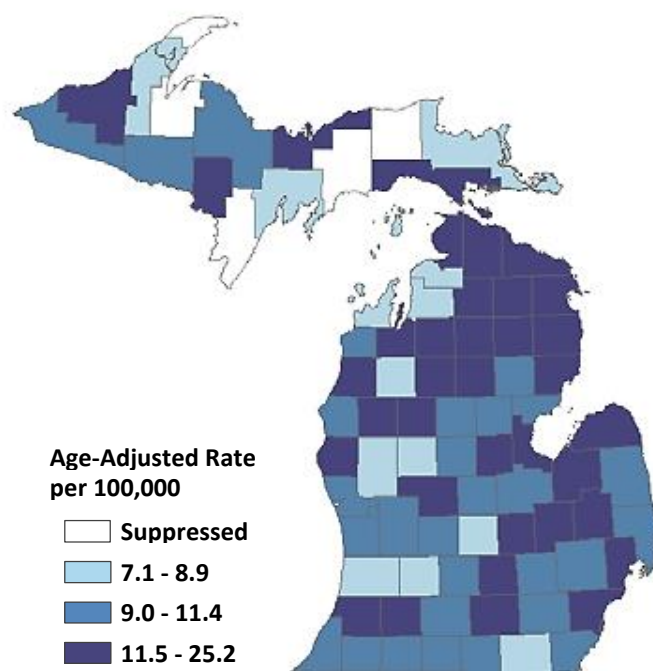 Age-Adjusted Rate
per 100,000
Suppressed
7.1 - 8.9
9.0 - 11.4
11.5 - 25.2